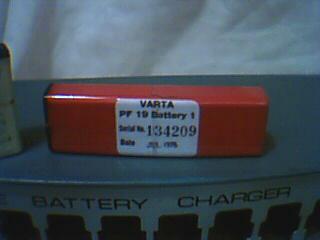 VARTA
PF 19 Battery 1
Serial No. 134209
Date JUL. 1976
BATTERY CHARGER